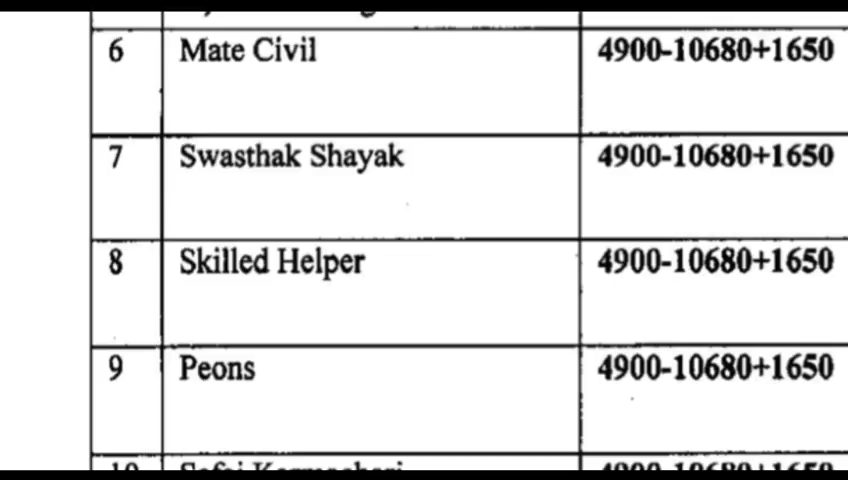 6 Mate Civil 4900-10680+1650
7 Swasthak Shayak 4900-10680+1650
8 Skilled Helper 4900-10680+1650
9 Peons 4900-10680+1650